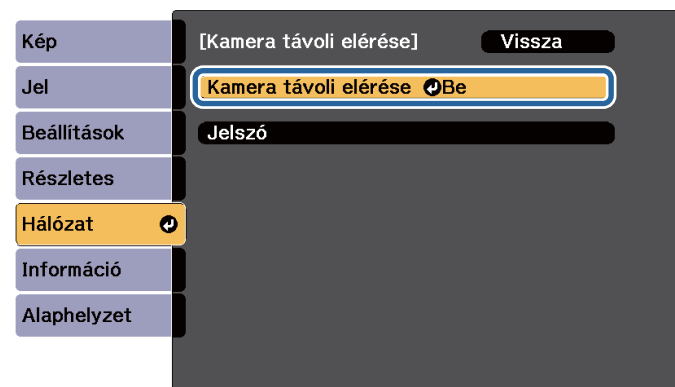 Kép
Jel
Beállítások
Részletes
Hálózat
Információ
Alaphelyzet
[Kamera távoli elérése] Vissza
Kamera távoli elérése Be
Jelszó